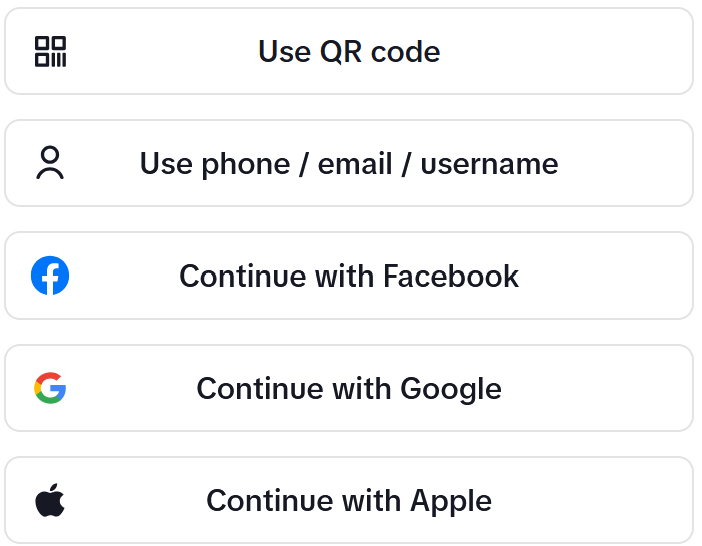 Use QR code
Use phone / email / username
Continue with Facebook
Continue with Google
Continue with Apple